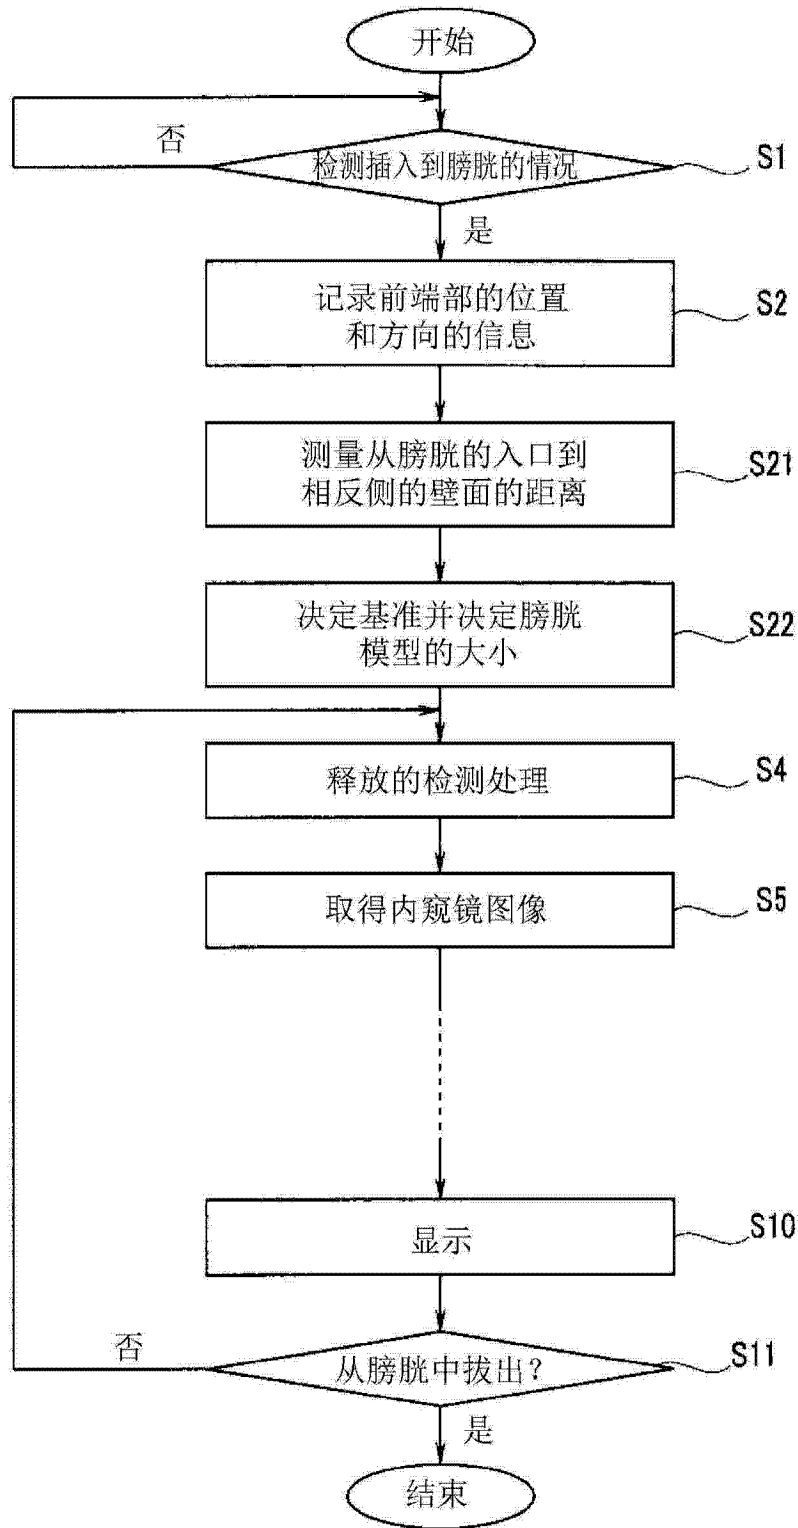 开始
否
检测插入到膀胱的情况
S1
是
记录前端部的位置
和方向的信息
S2
测量从膀胱的入口到
相反侧的壁面的距离
S21
决定基准并决定膀胱
模型的大小
S22
释放的检测处理
S4
取得内窥镜图像
S5
显示
S10
否
从膀胱中拔出?
S11
是
结束